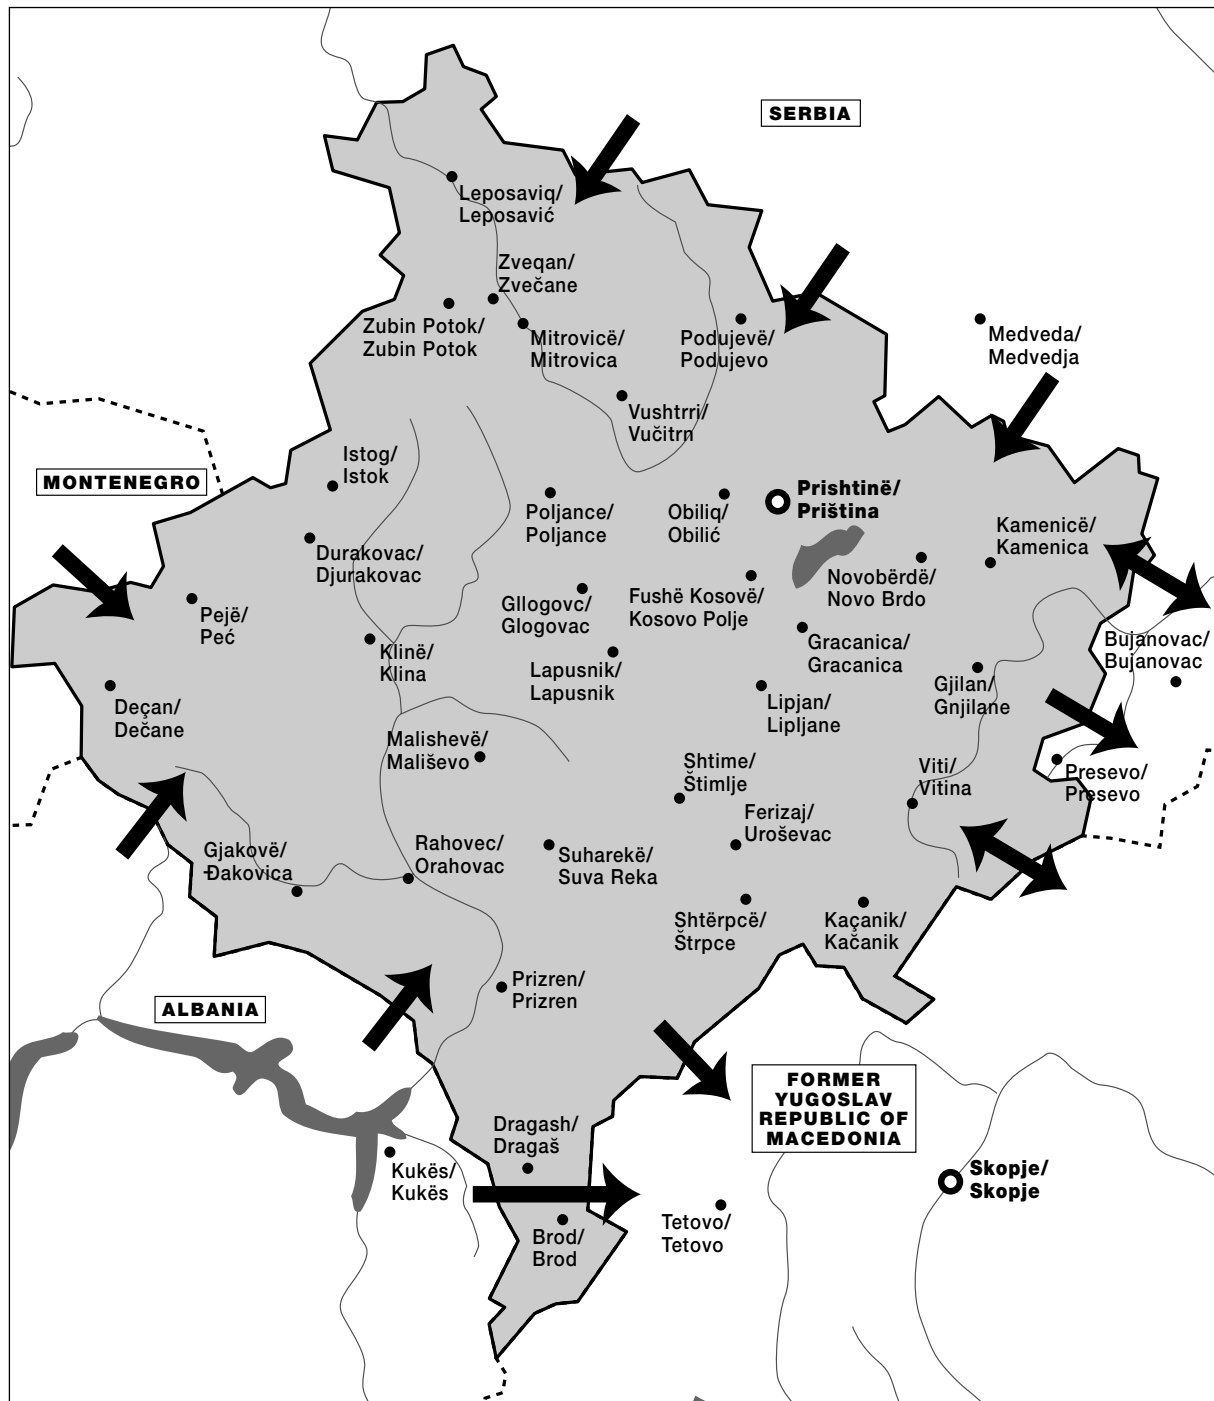 SERBIA
Leposaviq/
Leposavić
Zveqan/
Zvečane
Zubin Potok/
Zubin Potok
Mitrovicë/
Mitrovica
Podujevë/
Podujevo
Medveda/
Medvedja
Vushtrri/
Vučitrn
Istog/
Istok
MONTENEGRO
Poljance/
Poljance
Obiliq/
Obilić
Prishtinë/
Priština
Kamenicë/
Kamenica
Durakovac/
Djurakovac
Pejë/
Peć
Gllogovc/
Glogovac
Fushë Kosovë/
Kosovo Polje
Novobërdë/
Novo Brdo
Klinë/
Klina
Lapusnik/
Lapusnik
Gracanica/
Gracanica
Bujanovac/
Bujanovac
Deçan/
Dečane
Lipjan/
Lipljane
Gjilan/
Gnjilane
Malishevë/
Mališevo
Shtime/
Štimlje
Viti/
Vitina
Presevo/
Presevo
Ferizaj/
Uroševac
Gjakovë/
Đakovica
Rahovec/
Orahovac
Suharekë/
Suva Reka
Shtërpcë/
Štrpce
Kaçanik/
Kačanik
Prizren/
Prizren
ALBANIA
FORMER
YUGOSLAV
REPUBLIC OF
MACEDONIA
Dragash/
Dragaš
Kukës/
Kukës
Skopje/
Skopje
Tetovo/
Tetovo
Brod/
Brod